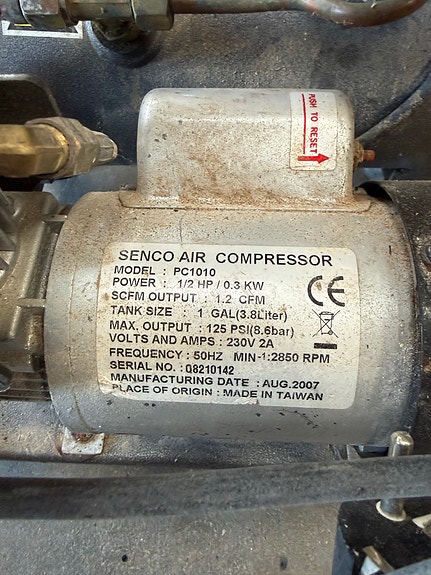 PUSH TO RESET
SENCO AIR COMPRESSOR
MODEL : PC1010
POWER : 1/2 HP / 0.3 KW
SCFM OUTPUT : 1.2 CFM
TANK SIZE : 1 GAL(3.8Liter)
MAX. OUTPUT : 125 PSI(8.6bar)
VOLTS AND AMPS : 230V 2A
FREQUENCY : 50HZ MIN-1:2850 RPM
SERIAL NO. : 08210142
MANUFACTURING DATE : AUG.2007
PLACE OF ORIGIN : MADE IN TAIWAN
CE